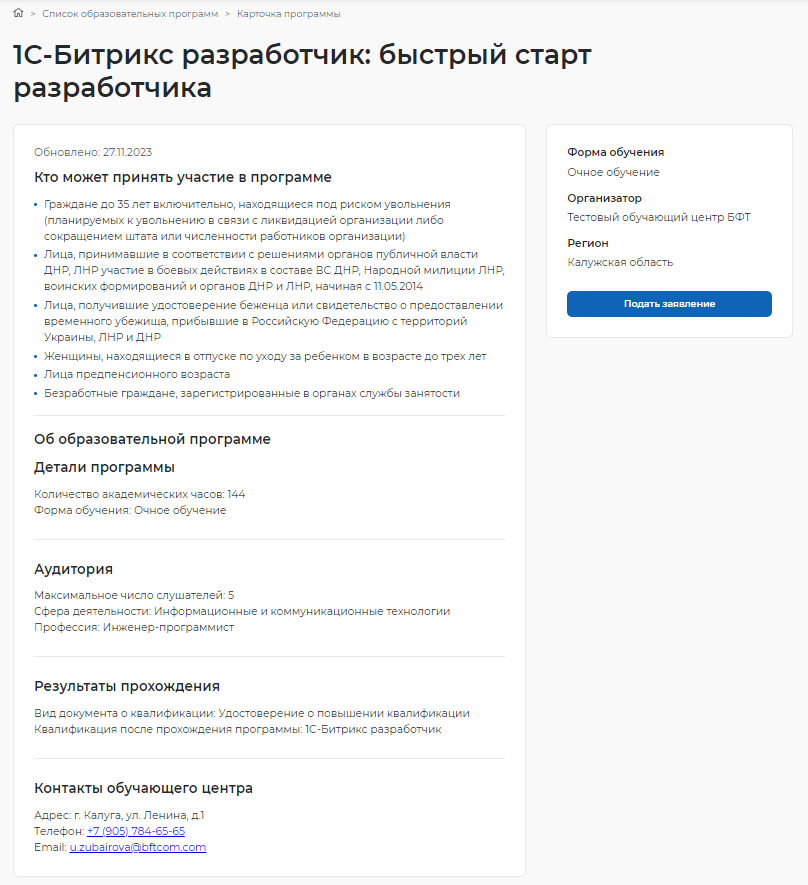 > Список образовательных программ > Карточка программы
1С-Битрикс разработчик: быстрый старт
разработчика
Обновлено: 27.11.2023
Кто может принять участие в программе
• Граждане до 35 лет включительно, находящиеся под риском увольнения
(планируемых к увольнению в связи с ликвидацией организации либо
сокращением штата или численности работников организации)
• Лица, принимавшие в соответствии с решениями органов публичной власти
ДНР, ЛНР участие в боевых действиях в составе ВС ДНР, Народной милиции ЛНР,
воинских формирований и органов ДНР и ЛНР, начиная с 11.05.2014
• Лица, получившие удостоверение беженца или свидетельство о предоставлении
временного убежища, прибывшие в Российскую Федерацию с территорий
Украины, ЛНР и ДНР
• Женщины, находящиеся в отпуске по уходу за ребенком в возрасте до трех лет
• Лица предпенсионного возраста
• Безработные граждане, зарегистрированные в органах службы занятости
Об образовательной программе
Детали программы
Количество академических часов: 144
Форма обучения: Очное обучение
Аудитория
Максимальное число слушателей: 5
Сфера деятельности: Информационные и коммуникационные технологии
Профессия: Инженер-программист
Результаты прохождения
Вид документа о квалификации: Удостоверение о повышении квалификации
Квалификация после прохождения программы: 1С-Битрикс разработчик
Контакты обучающего центра
Адрес: г. Калуга, ул. Ленина, д.1
Телефон: +7 (905) 784-65-65
Email: u.zubairova@bftcom.com
Форма обучения
Очное обучение
Организатор
Тестовый обучающий центр БФТ
Регион
Калужская область
Подать заявление